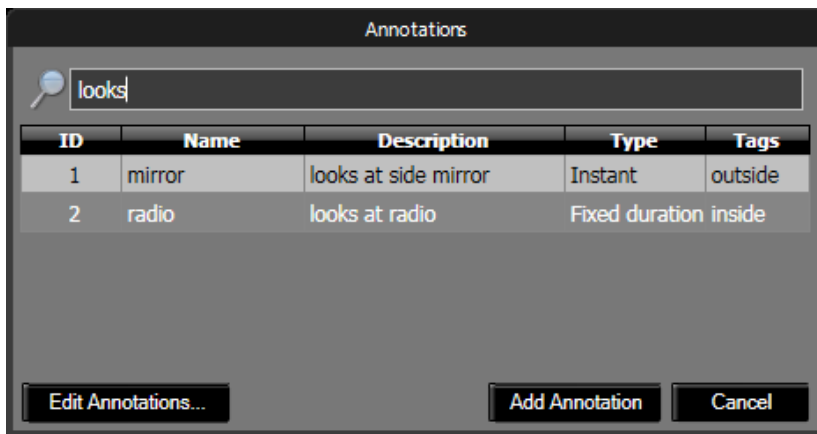 Annotations
looks
ID Name Description Type Tags
1 mirror looks at side mirror Instant outside
2 radio looks at radio Fixed duration inside
Edit Annotations... Add Annotation Cancel